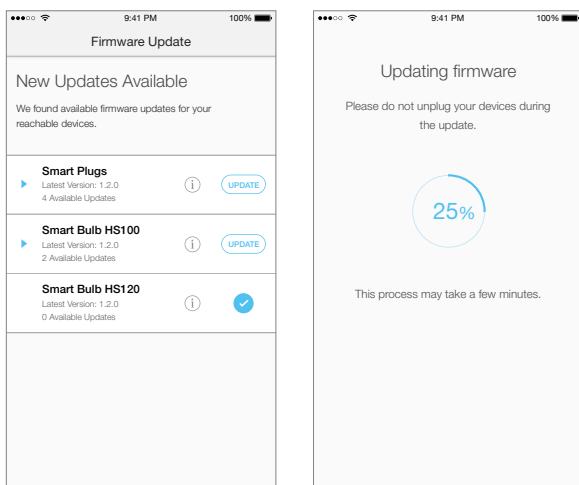 9:41 PM
100%
Firmware Update
New Updates Available
We found available firmware updates for your
reachable devices.
Smart Plugs
Latest Version: 1.2.0
4 Available Updates
i
UPDATE
Smart Bulb HS100
Latest Version: 1.2.0
2 Available Updates
i
UPDATE
Smart Bulb HS120
Latest Version: 1.2.0
0 Available Updates
i
9:41 PM
100%
Updating firmware
Please do not unplug your devices during
the update.
25%
This process may take a few minutes.